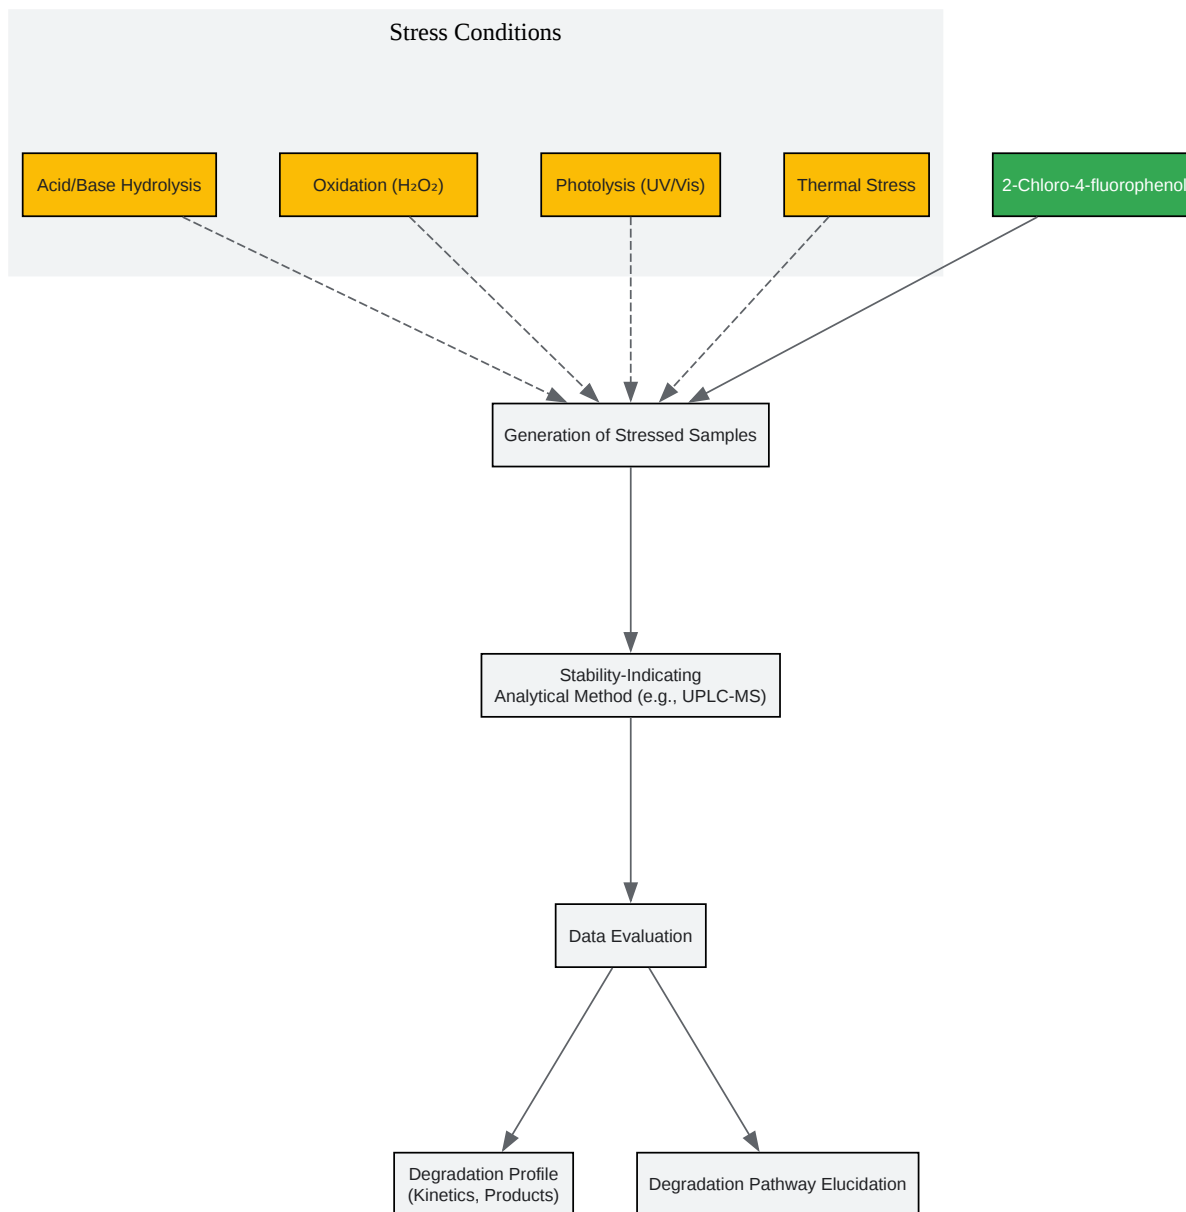 Stress Conditions
Acid/Base Hydrolysis
Oxidation (H₂O₂)
Photolysis (UV/Vis)
Thermal Stress
2-Chloro-4-fluorophenol
Generation of Stressed Samples
Stability-Indicating
Analytical Method (e.g., UPLC-MS)
Data Evaluation
Degradation Profile
(Kinetics, Products)
Degradation Pathway Elucidation